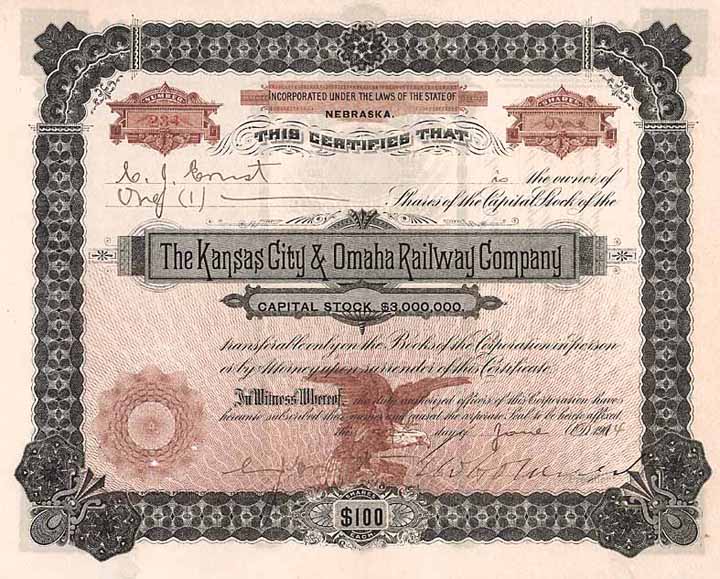 NUMBER
234
SHARES
INCORPORATED UNDER THE LAWS OF THE STATE OF
NEBRASKA.
THIS CERTIFIES THAT
C. J. Ernst is the owner of
One (1) Shares of the Capital Stock of the
The Kansas City & Omaha Railway Company
CAPITAL STOCK, $3,000,000.
transferable only on the Books of the Corporation in person
or by Attorney upon surrender of this Certificate.
In Witness Whereof, the duly authorized officers of this Corporation have
hereunto subscribed their names and caused the corporate Seal to be hereto affixed
this day of June A.D. 1914
SHARES
$100
EACH